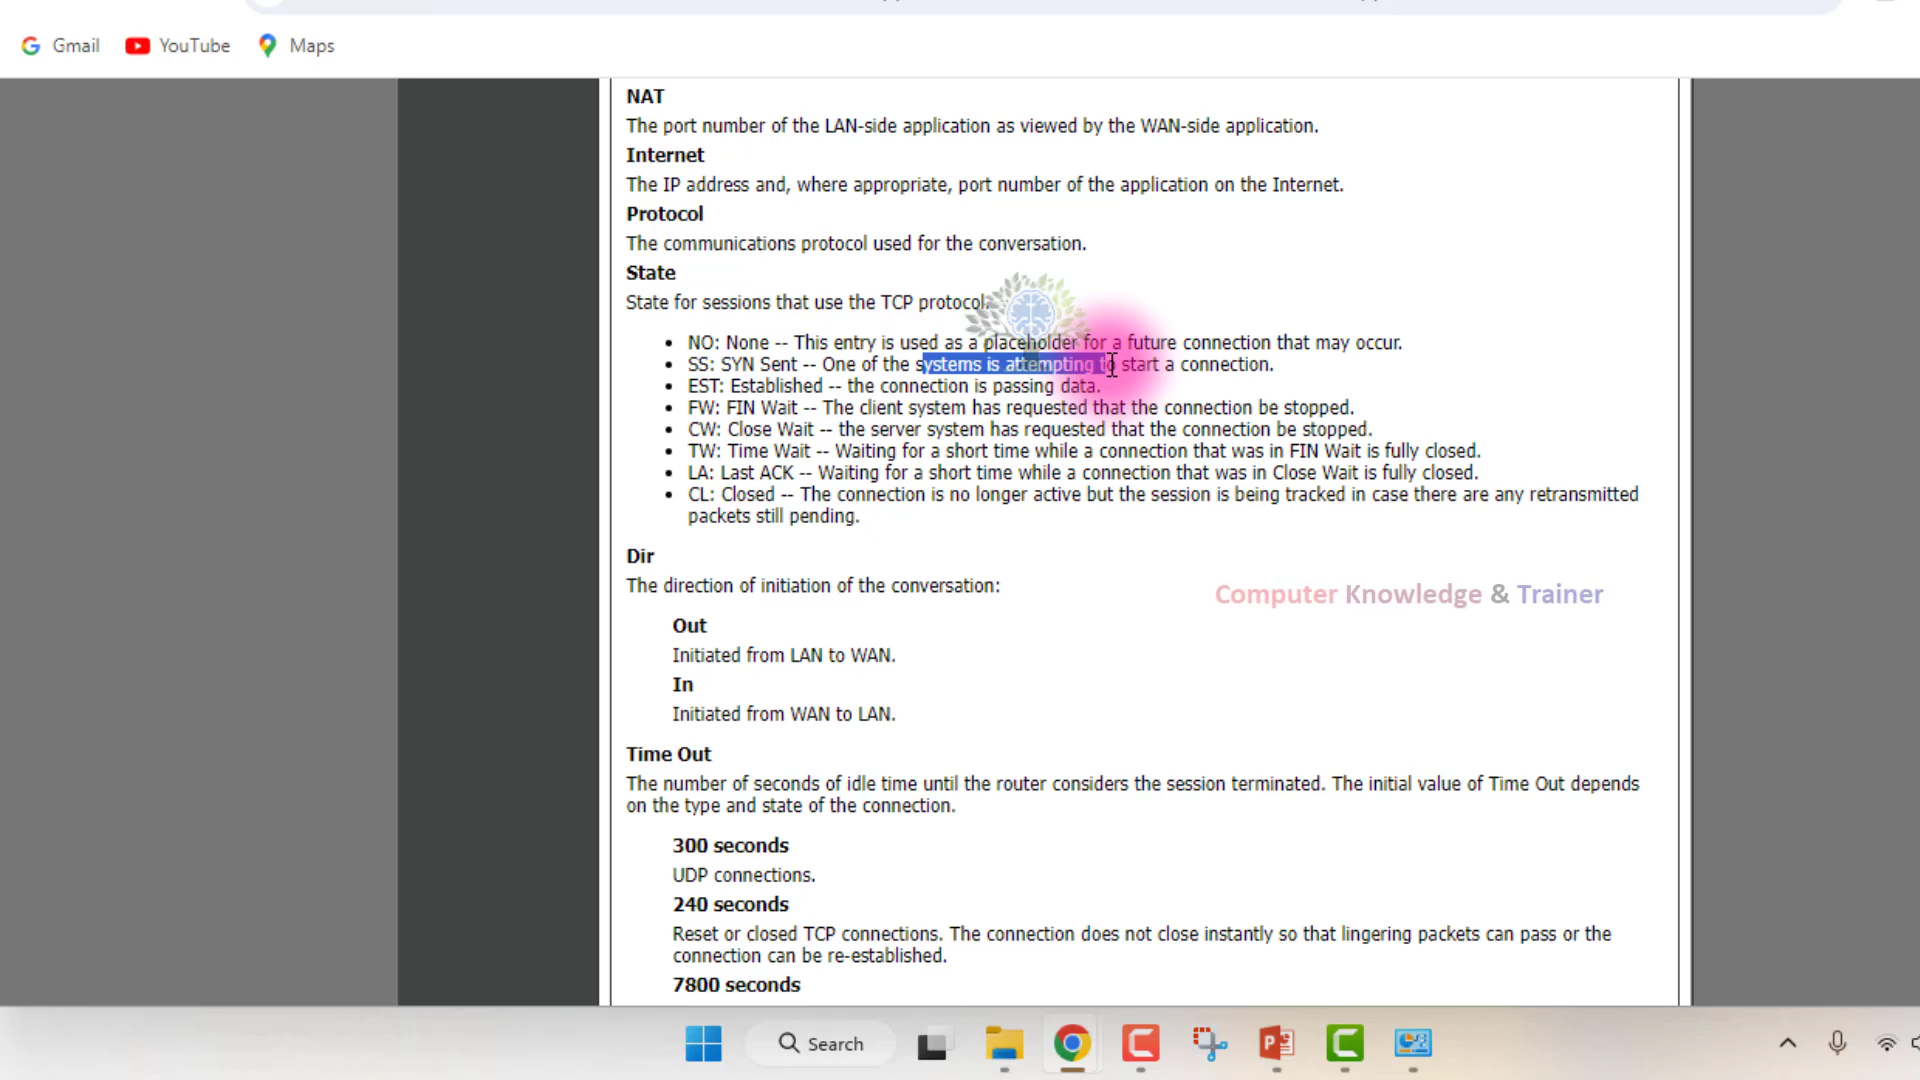 Gmail YouTube Maps
NAT
The port number of the LAN-side application as viewed by the WAN-side application.
Internet
The IP address and, where appropriate, port number of the application on the Internet.
Protocol
The communications protocol used for the conversation.
State
State for sessions that use the TCP protocol.
• NO: None -- This entry is used as a placeholder for a future connection that may occur.
• SS: SYN Sent -- One of the systems is attempting to start a connection.
• EST: Established -- the connection is passing data.
• FW: FIN Wait -- The client system has requested that the connection be stopped.
• CW: Close Wait -- the server system has requested that the connection be stopped.
• TW: Time Wait -- Waiting for a short time while a connection that was in FIN Wait is fully closed.
• LA: Last ACK -- Waiting for a short time while a connection that was in Close Wait is fully closed.
• CL: Closed -- The connection is no longer active but the session is being tracked in case there are any retransmitted
packets still pending.
Dir
The direction of initiation of the conversation:
Computer Knowledge & Trainer
Out
Initiated from LAN to WAN.
In
Initiated from WAN to LAN.
Time Out
The number of seconds of idle time until the router considers the session terminated. The initial value of Time Out depends
on the type and state of the connection.
300 seconds
UDP connections.
240 seconds
Reset or closed TCP connections. The connection does not close instantly so that lingering packets can pass or the
connection can be re-established.
7800 seconds
Search